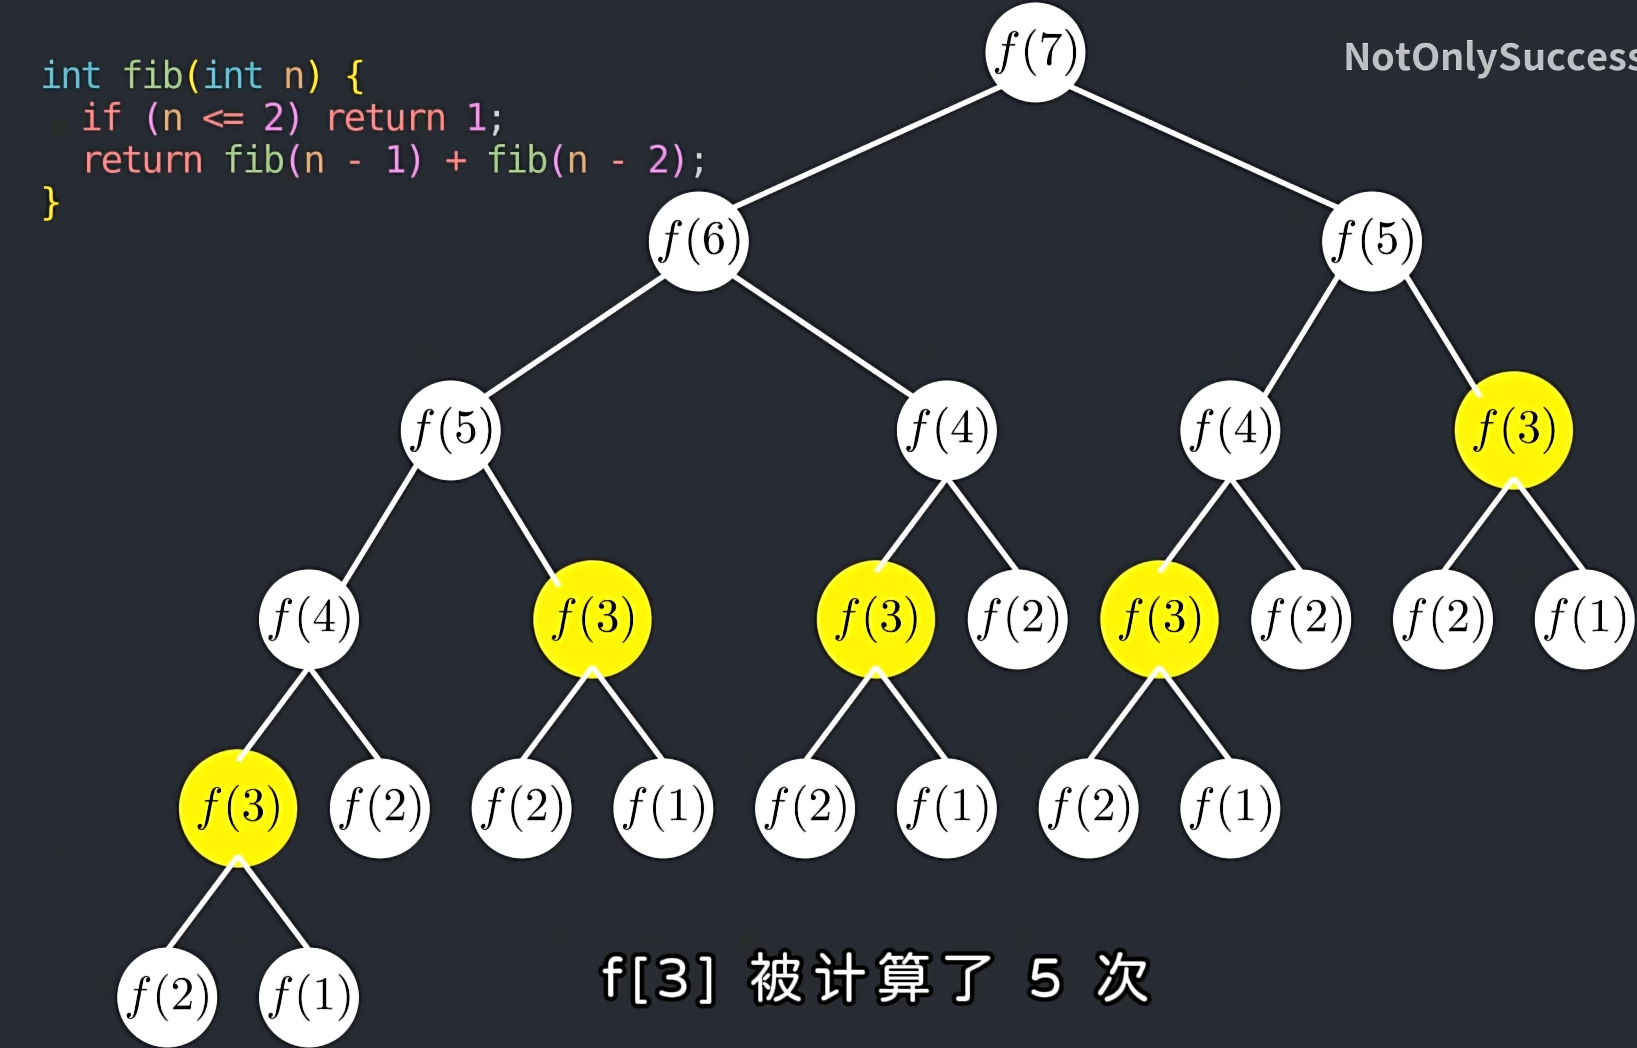 f(7)
NotOnlySuccess
int fib(int n) {
if (n <= 2) return 1;
return fib(n - 1) + fib(n - 2);
}
f(6)
f(5)
f(5)
f(4)
f(4)
f(3)
f(4)
f(3)
f(3)
f(2)
f(3)
f(2)
f(2)
f(1)
f(3)
f(2)
f(2)
f(1)
f(2)
f(1)
f(2)
f(1)
f(2)
f(1)
f[3] 被计算了 5 次